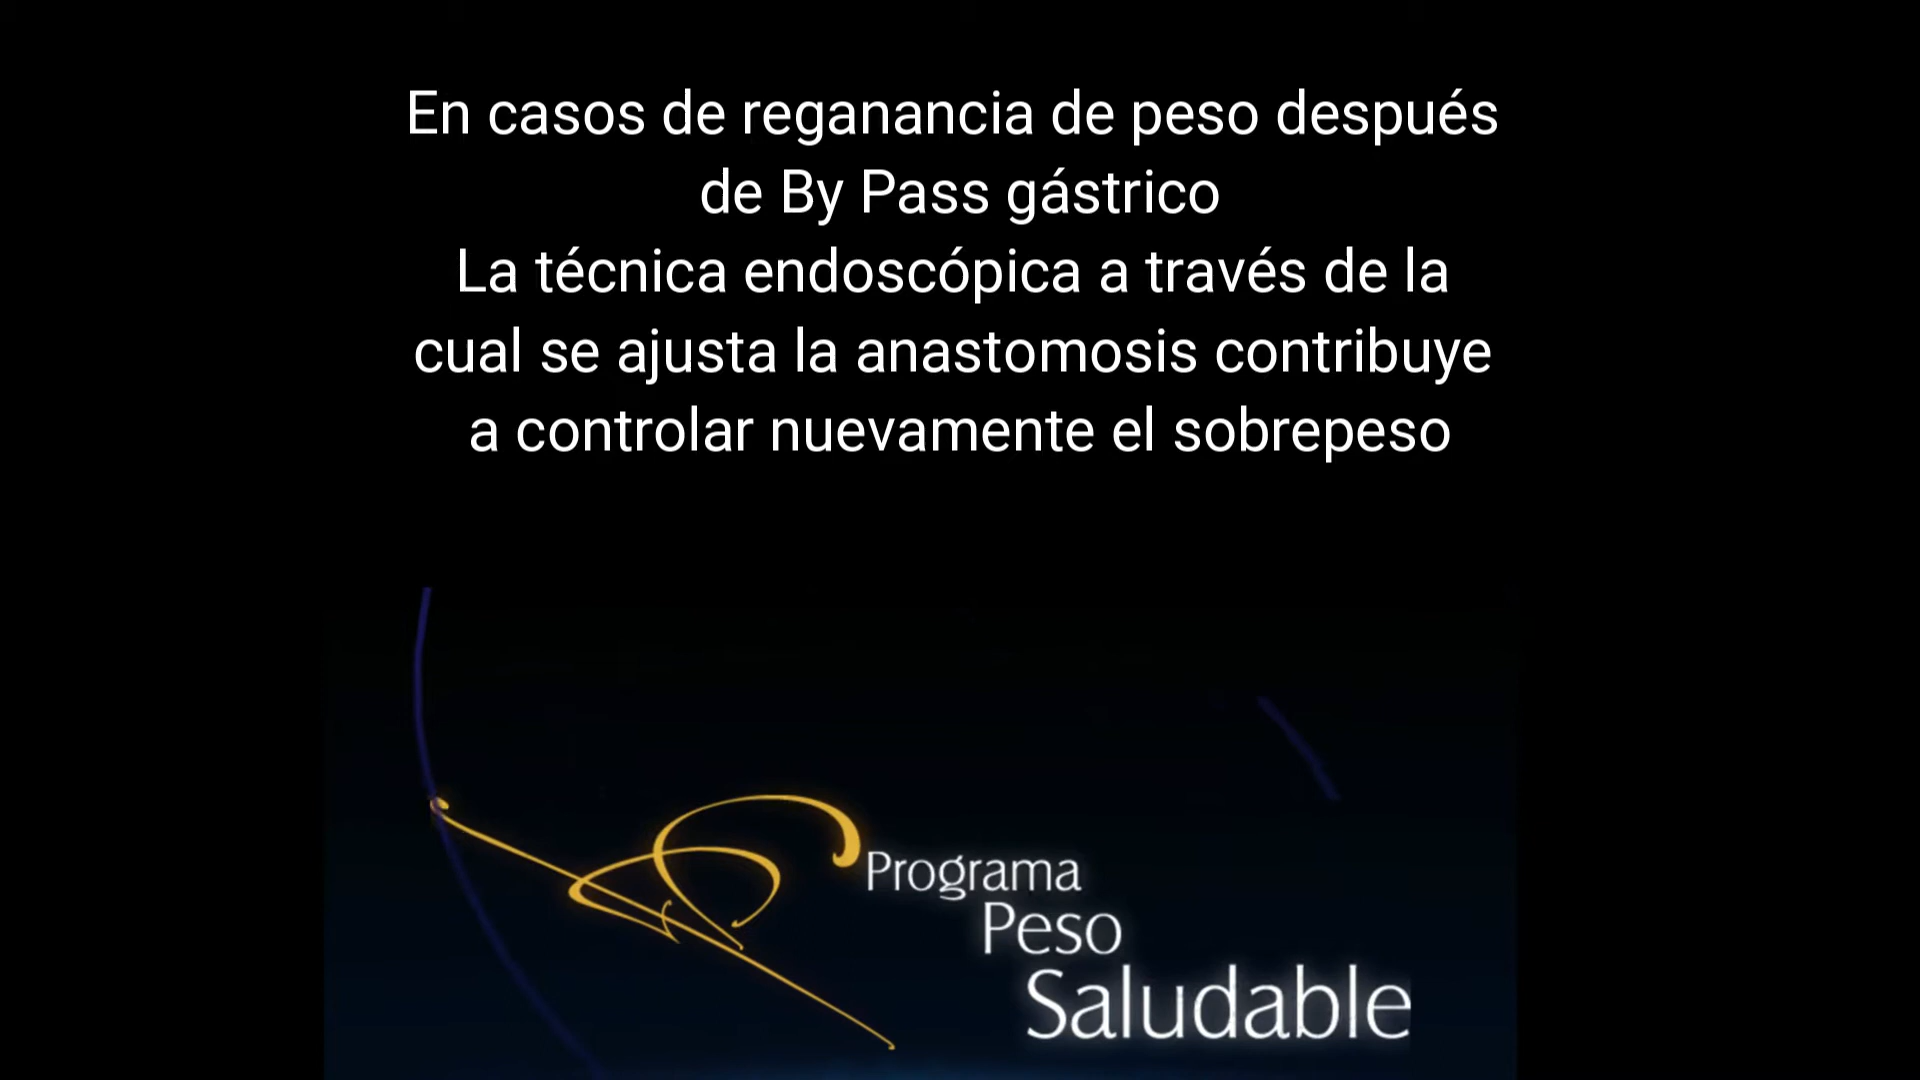 En casos de reganancia de peso después
de By Pass gástrico
La técnica endoscópica a través de la
cual se ajusta la anastomosis contribuye
a controlar nuevamente el sobrepeso
Programa
Peso
Saludable